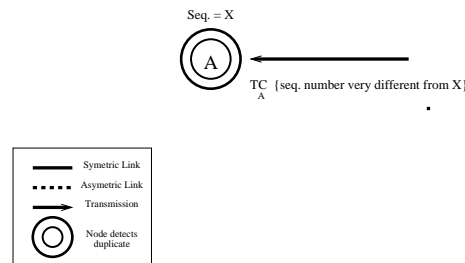 Seq. = X
A
TC {seq. number very different from X}
A
Symetric Link
Asymetric Link
Transmission
Node detects
duplicate